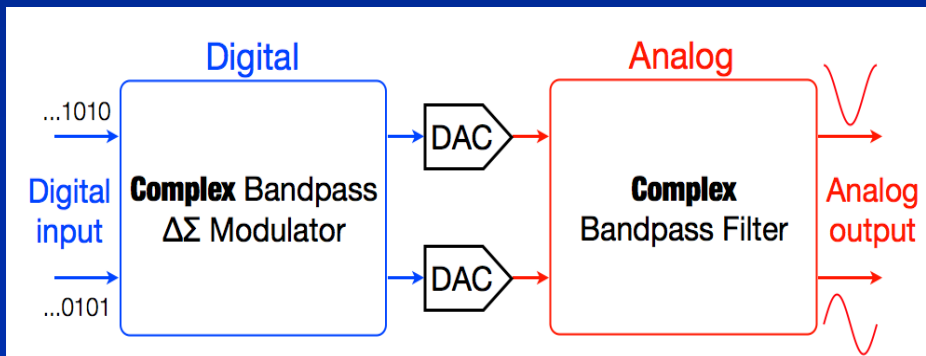 Digital
Analog
...1010
DAC
Digital
input
Complex Bandpass
ΔΣ Modulator
Complex
Bandpass Filter
Analog
output
DAC
...0101